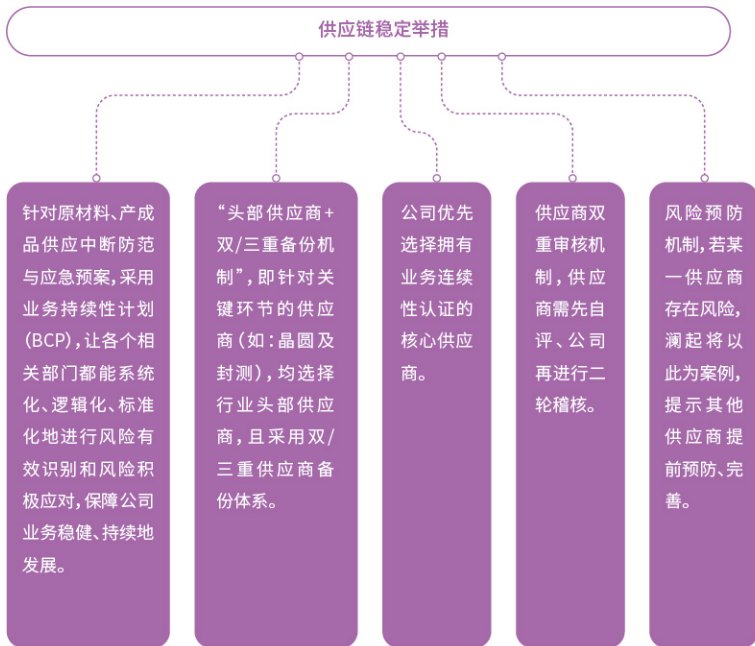 供应链稳定举措
针对原材料、产成
品供应中断防范
与应急预案,采用
业务持续性计划
(BCP),让各个相
关部门都能系统
化、逻辑化、标准
化地进行风险有
效识别和风险积
极应对,保障公司
业务稳健、持续地
发展。
“头部供应商+
双/三重备份机
制”,即针对关
键环节的供应
商(如:晶圆及
封测),均选择
行业头部供应
商,且采用双/
三重供应商备
份体系。
公司优先
选择拥有
业务连续
性认证的
核心供应
商。
供应商双
重审核机
制,供应
商需先自
评、公司
再进行二
轮稽核。
风险预防
机制,若某
一供应商
存在风险,
澜起将以
此为案例,
提示其他
供应商提
前预防、完
善。